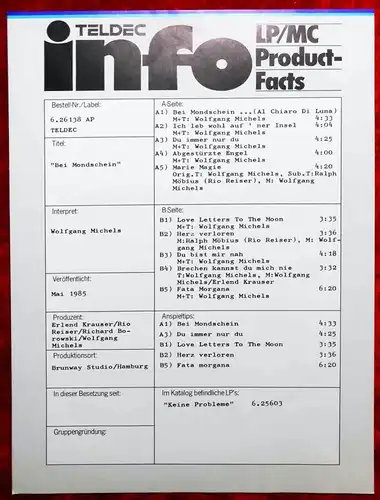 TELDEC
info
LP/MC
Product-
Facts
Bestell-Nr./Label:
6.26138 AP
TELDEC
Titel:
"Bei Mondschein"
Interpret:
Wolfgang Michels
Veröffentlicht:
Mai 1985
Produzent:
Erlend Krauser/Rio
Reiser/Richard Bo-
rowski/Wolfgang
Michels
Produktionsort:
Brunway Studio/Hamburg
In dieser Besetzung seit:
Gruppengründung:
A-Seite:
A1) Bei Mondschein ...(Al Chiaro Di Luna)
M+T: Wolfgang Michels 4:33
A2) Ich leb wohl auf ' ner Insel 4:04
M+T: Wolfgang Michels
A3) Du immer nur du 4:25
M+T: Wolfgang Michels
A4) Abgestürzte Engel 4:00
M+T: Wolfgang Michels
A5) Marie Magie 4:20
Orig.T: Wolfgang Michels, Sub.T:Ralph
Möbius (Rio Reiser), M: Wolfgang
Michels
B.Seite:
B1) Love Letters To The Moon 3:35
M+T: Wolfgang Michels
B2) Herz verloren 3:36
M:Ralph Möbius (Rio Reiser), M: Wolf-
gang Michels
B3) Du bist mir nah 4:18
M+T: Wolfgang Michels
B4) Brechen kannst du mich nie 3:32
T:Wolfgang Michels, M:Wolfgang
Michels/Erlend Krauser
B5) Fata Morgana 6:20
M+T: Wolfgang Michels
Anspieltips:
A1) Bei Mondschein 4:33
A3) Du immer nur du 4:25
B1) Love Letters To The Moon 3:35
B2) Herz verloren 3:36
B5) Fata morgana 6:20
Im Katalog befindliche LP's:
"Keine Probleme" 6.25603